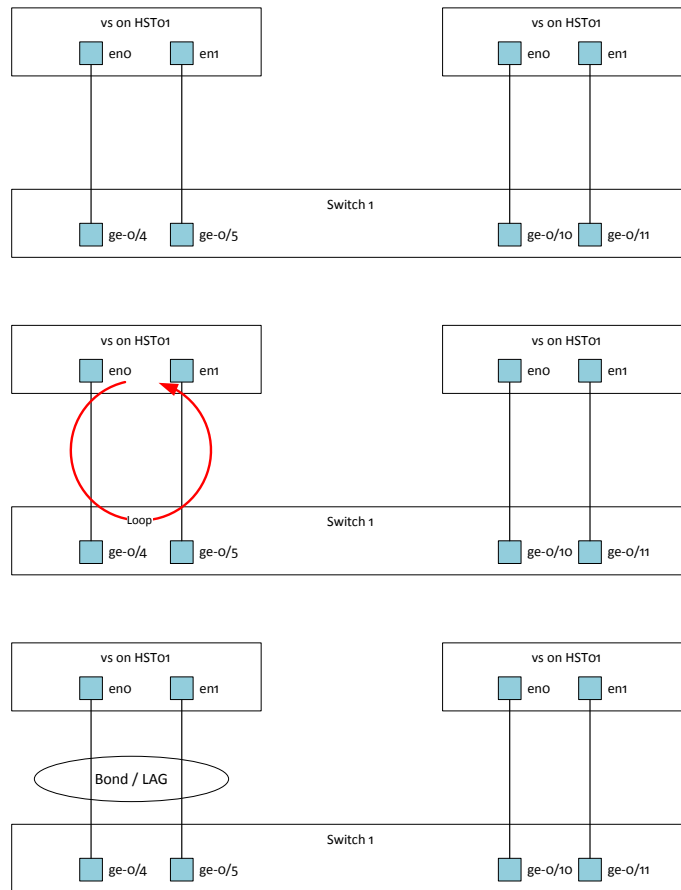 vs on HST01
vs on HST01
en0 en1
en0 en1
Switch 1
ge-0/4 ge-0/5
ge-0/10 ge-0/11
vs on HST01
vs on HST01
en0 en1
en0 en1
Loop
Switch 1
ge-0/4 ge-0/5
ge-0/10 ge-0/11
vs on HST01
vs on HST01
en0 en1
en0 en1
Bond / LAG
Switch 1
ge-0/4 ge-0/5
ge-0/10 ge-0/11